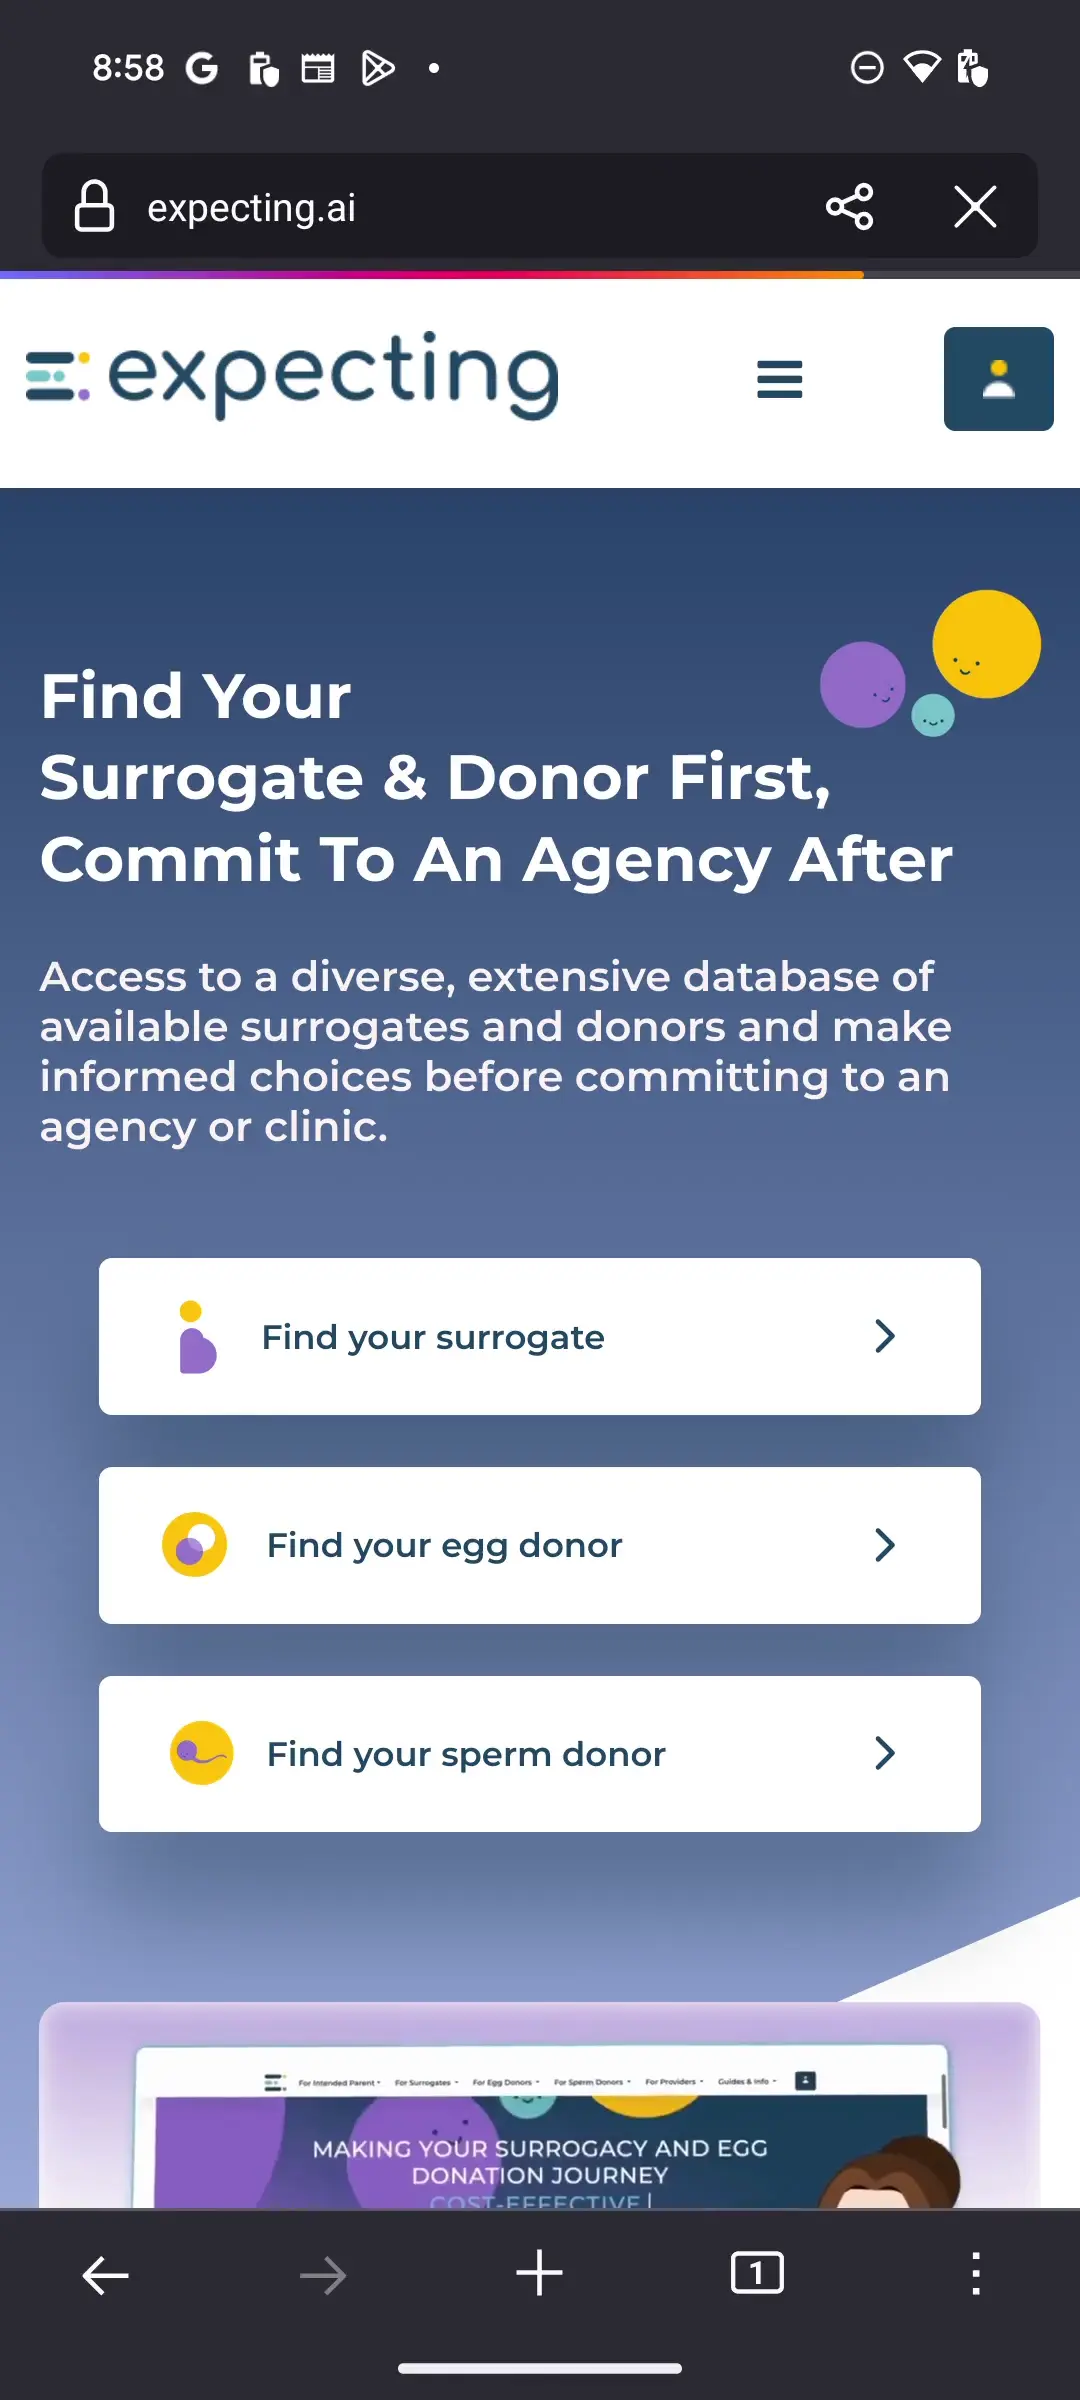 8:58
expecting.ai
expecting
Find Your
Surrogate & Donor First,
Commit To An Agency After
Access to a diverse, extensive database of
available surrogates and donors and make
informed choices before committing to an
agency or clinic.
Find your surrogate
Find your egg donor
Find your sperm donor
For Intended Parent For Surrogates For Egg Donors For Sperm Donors For Providers Guides & Info
MAKING YOUR SURROGACY AND EGG
DONATION JOURNEY
COST-EFFECTIVE
1